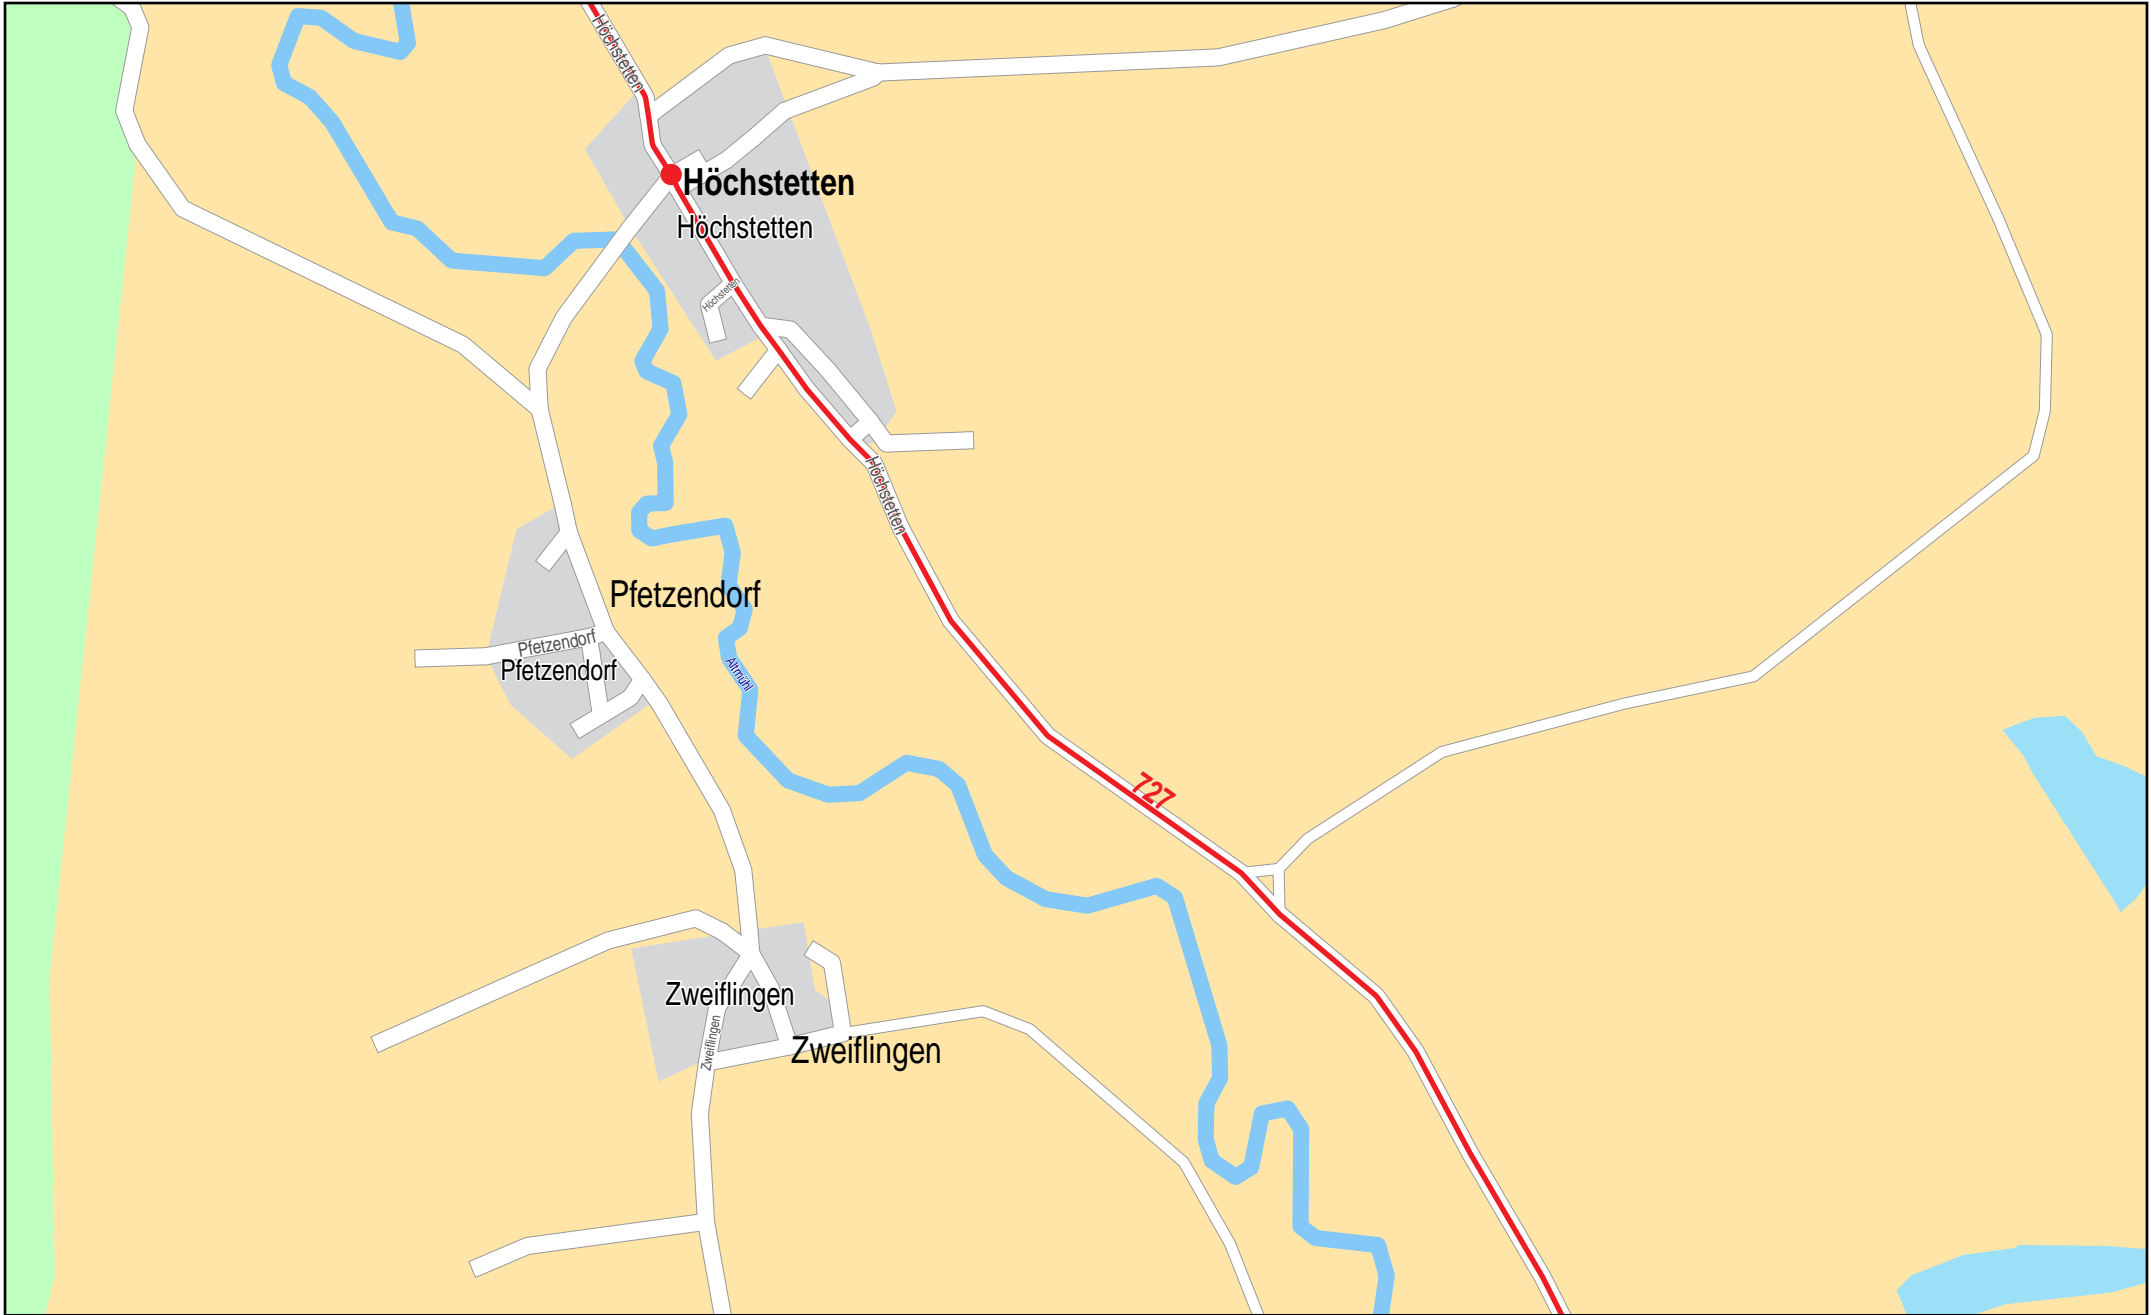 Höchstetten
Höchstetten
Höchstetten
Höchstetten
Höchstetten
Pfetzendorf
Pfetzendorf
Pfetzendorf
Altmühl
727
Zweiflingen
Zweiflingen
Zweiflingen